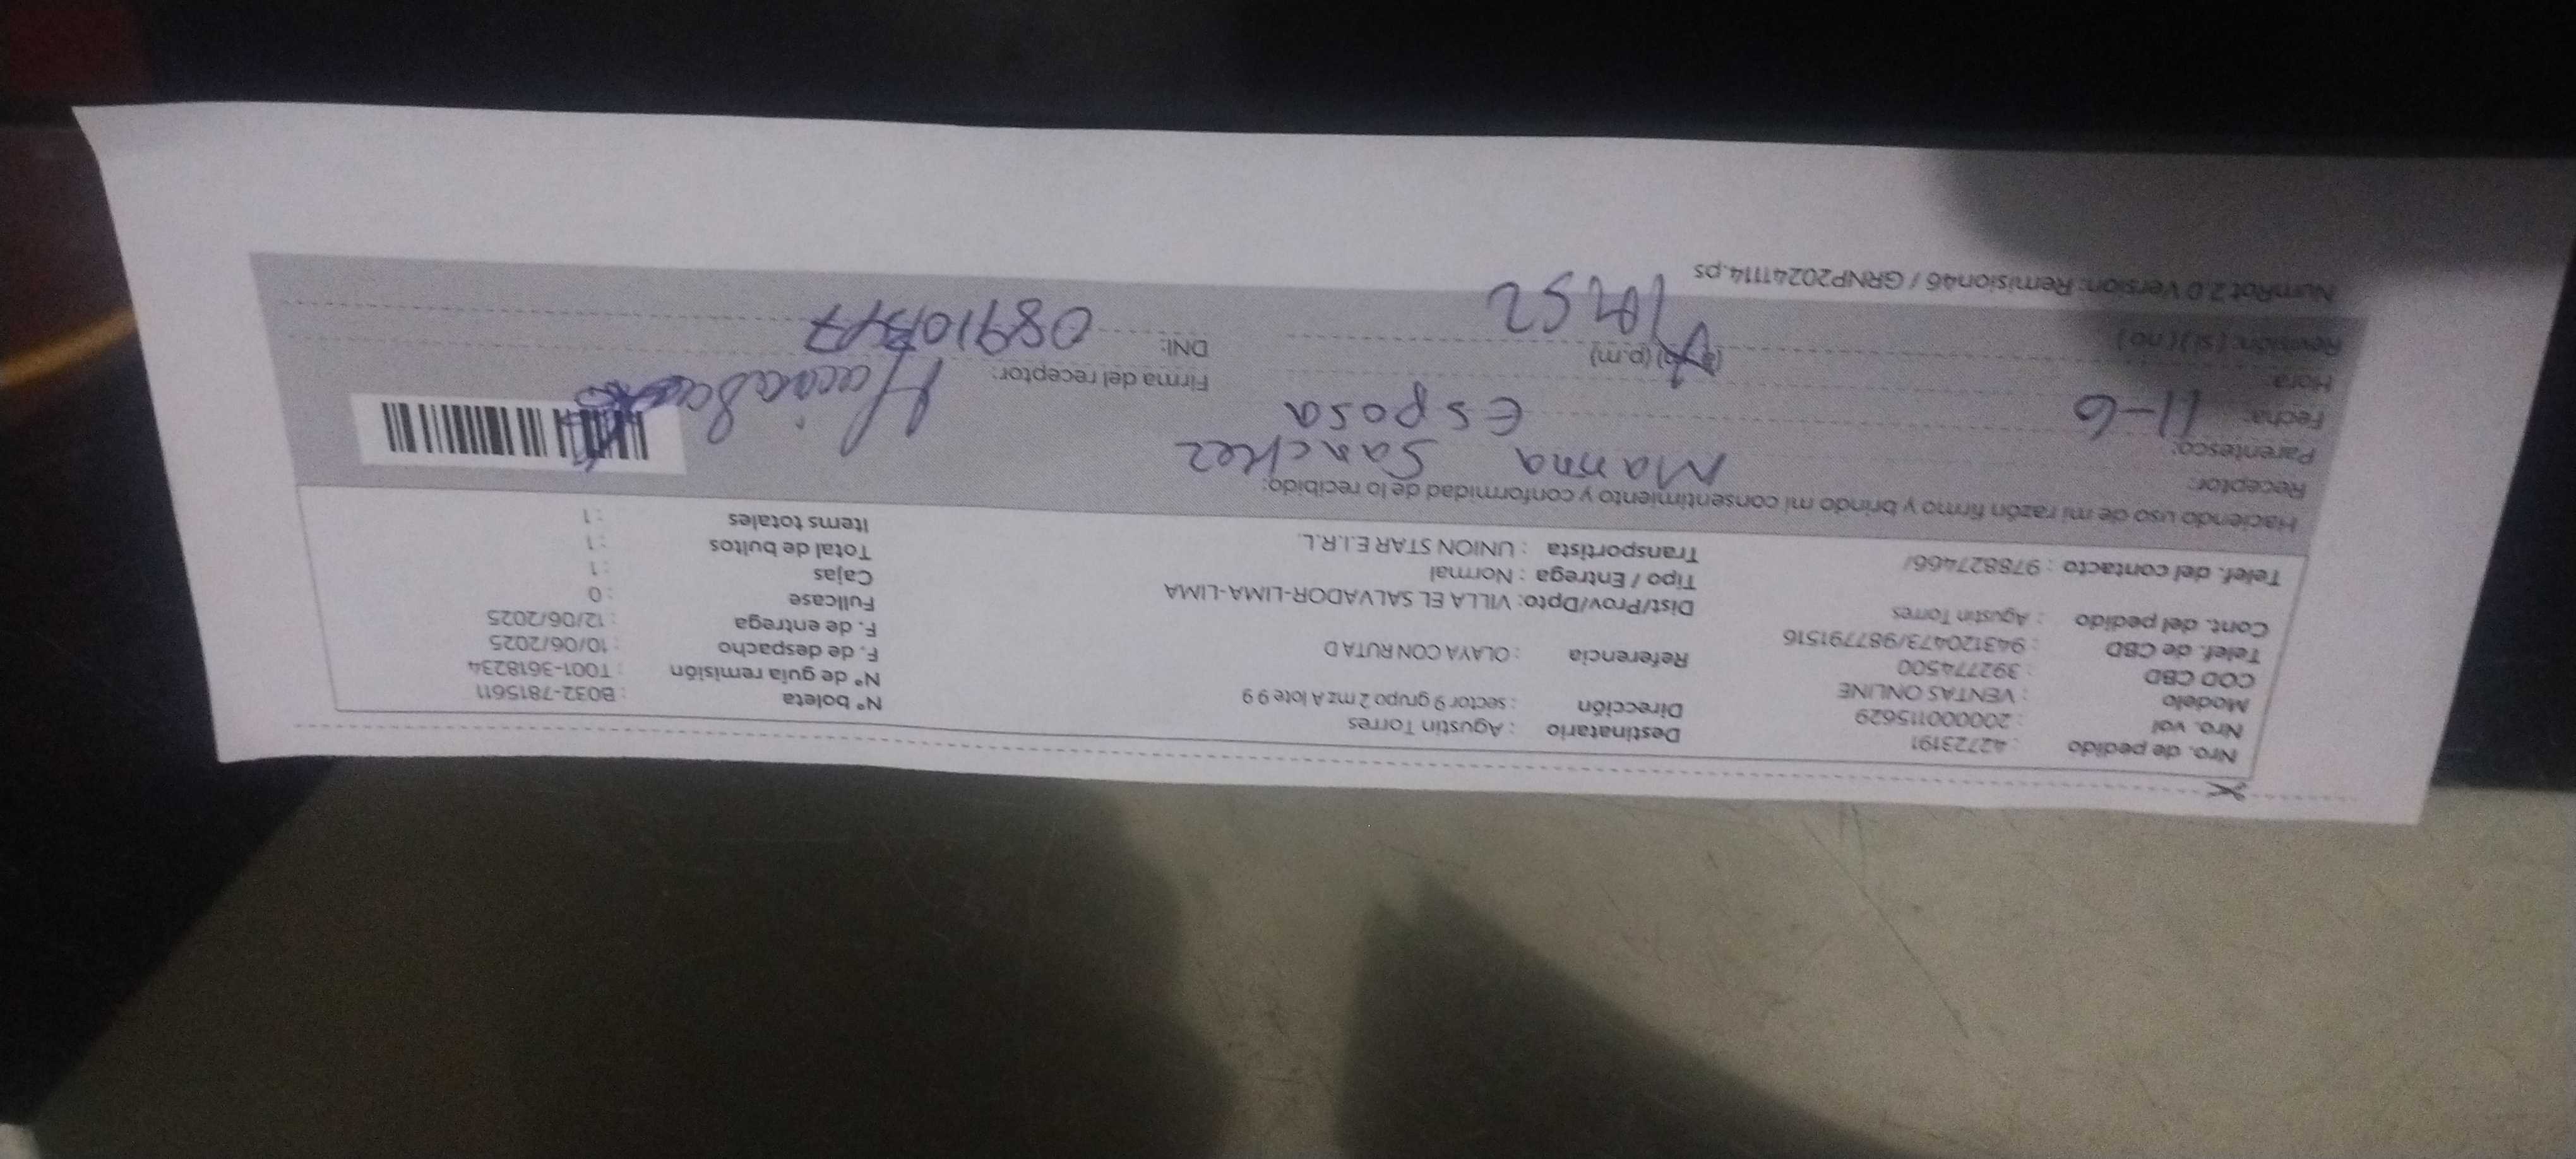 Nro. de pedido : 42723191 Destinatario : Agustin Torres Nº boleta : B032-7815611
Nro. val : 20000115629 Dirección : sector 9 grupo 2 mz A lote 9 9 Nº de guía remisión : T001-3618234
Modelo : VENTAS ONLINE F. de despacho : 10/06/2025
COD CBD : 392774500 Referencia : OLAYA CON RUTA D F. de entrega : 12/06/2025
Telef. de CBD : 943120473/987791516 Fullcase : 0
Cont. del pedido : Agustin Torres Dist/Prov/Dpto: VILLA EL SALVADOR-LIMA-LIMA Cajas : 1
Telef. del contacto : 978827466/ Tipo / Entrega : Normal Total de bultos : 1
Transportista : UNION STAR E.I.R.L. Items totales : 1
Haciendo uso de mi razón firmo y brindo mi consentimiento y conformidad de lo recibido:
Receptor: Marina Sanchez
Parentesco: Esposa
Fecha: 11-6 Firma del receptor:
Hora: (p.m) DNI:
Revisión: ( si ) ( no )
NumRot 2.0 Version: Remision46 / GRNP20241114.ps